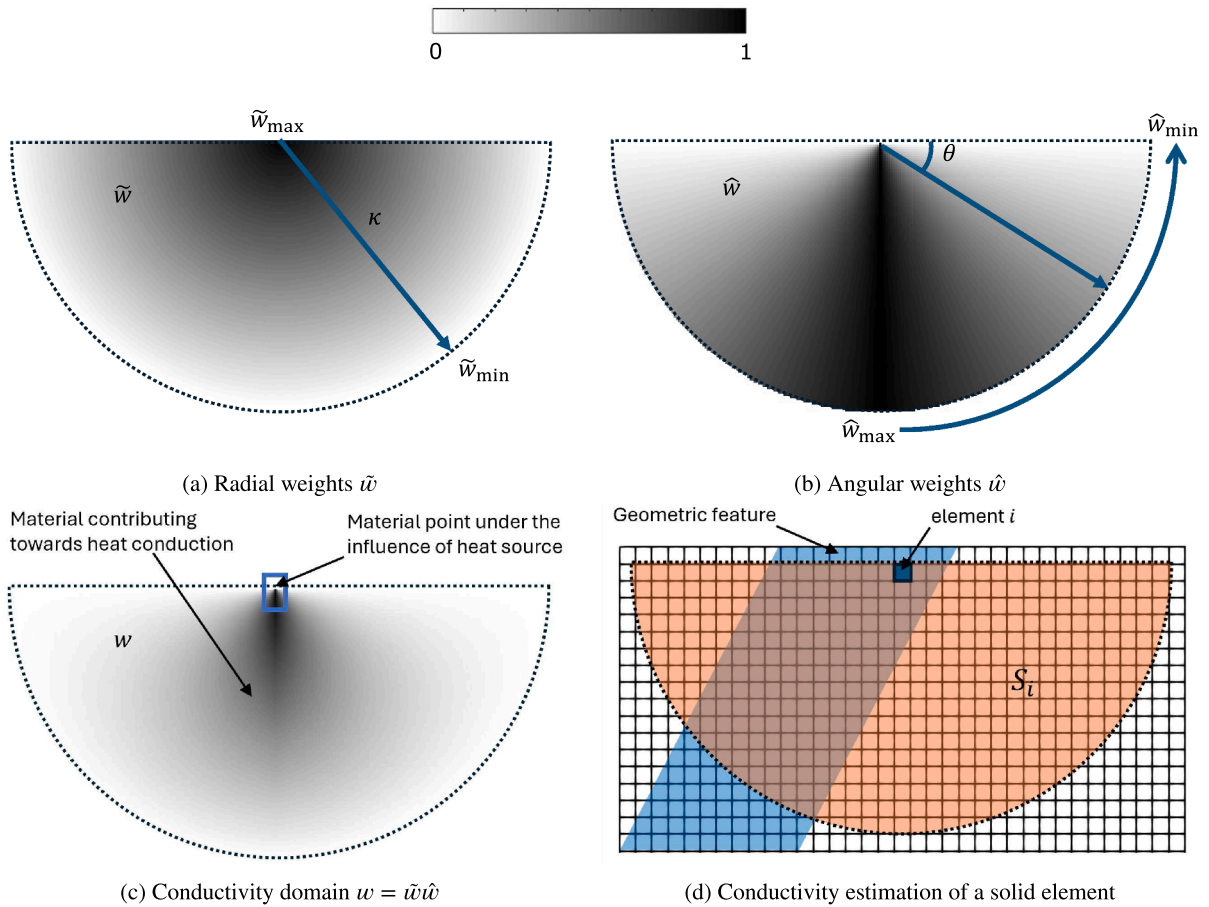 0 1
w̃max
w̃
κ
w̃min
ŵmin
θ
ŵ
ŵmax
(a) Radial weights w̃
(b) Angular weights ŵ
Material contributing
towards heat conduction
Material point under the
influence of heat source
w
Geometric feature
element i
Si
(c) Conductivity domain w = w̃ŵ
(d) Conductivity estimation of a solid element